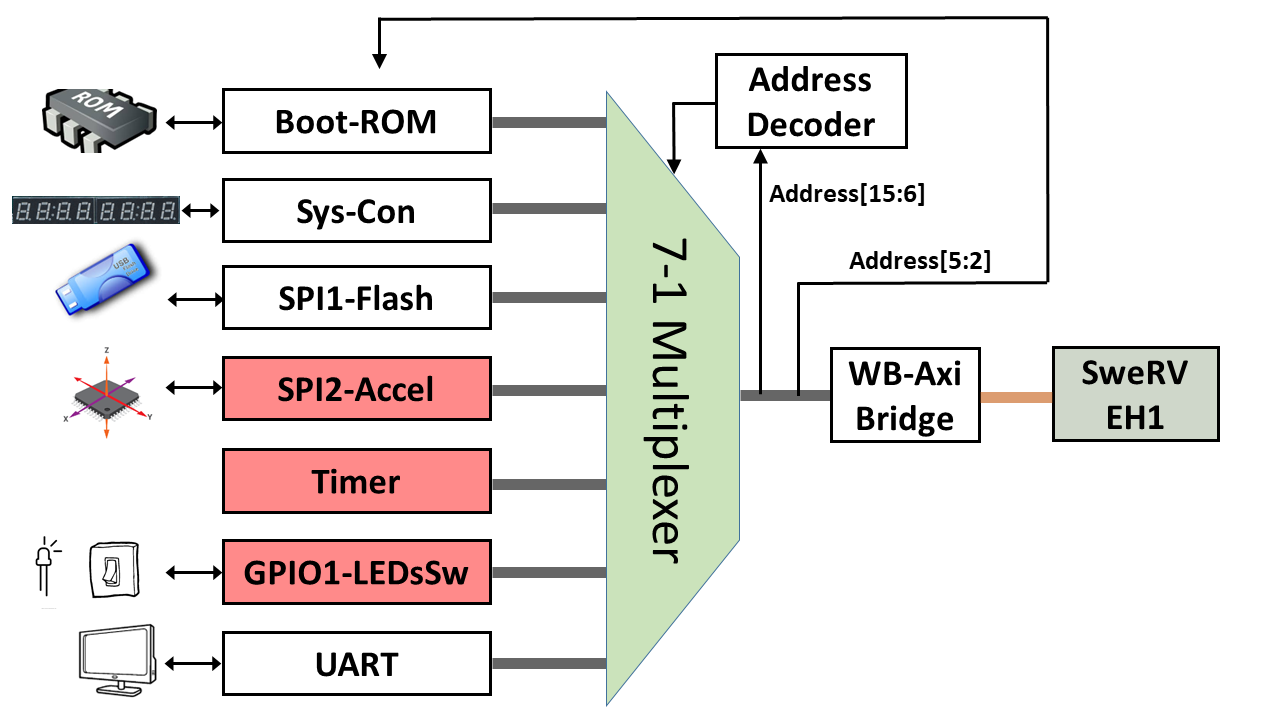 ROM
Boot-ROM
Sys-Con
USB
SPI1-Flash
Z
X
Y
SPI2-Accel
Timer
GPIO1-LEDsSw
UART
7-1 Multiplexer
Address
Decoder
Address[15:6]
Address[5:2]
WB-Axi
Bridge
SweRV
EH1